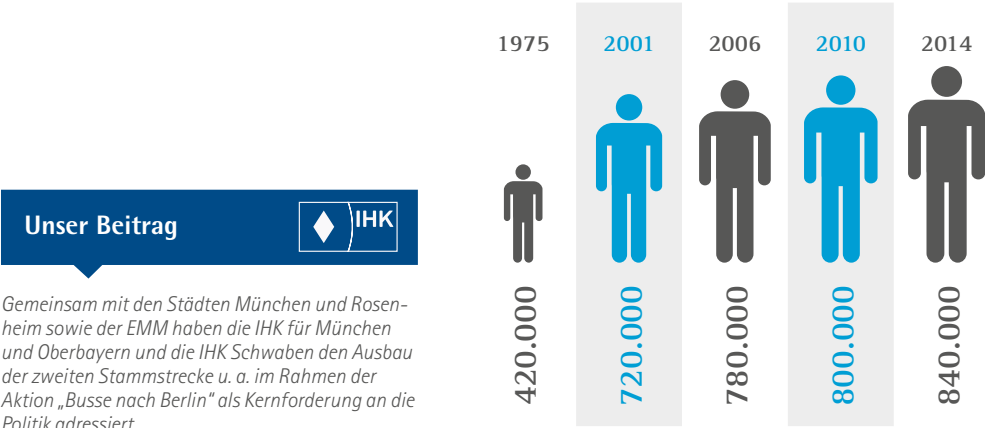 1975 2001 2006 2010 2014
Unser Beitrag
IHK
Gemeinsam mit den Städten München und Rosen-
heim sowie der EMM haben die IHK für München
und Oberbayern und die IHK Schwaben den Ausbau
der zweiten Stammstrecke u. a. im Rahmen der
Aktion „Busse nach Berlin“ als Kernforderung an die
Politik adressiert
420.000 720.000 780.000 800.000 840.000